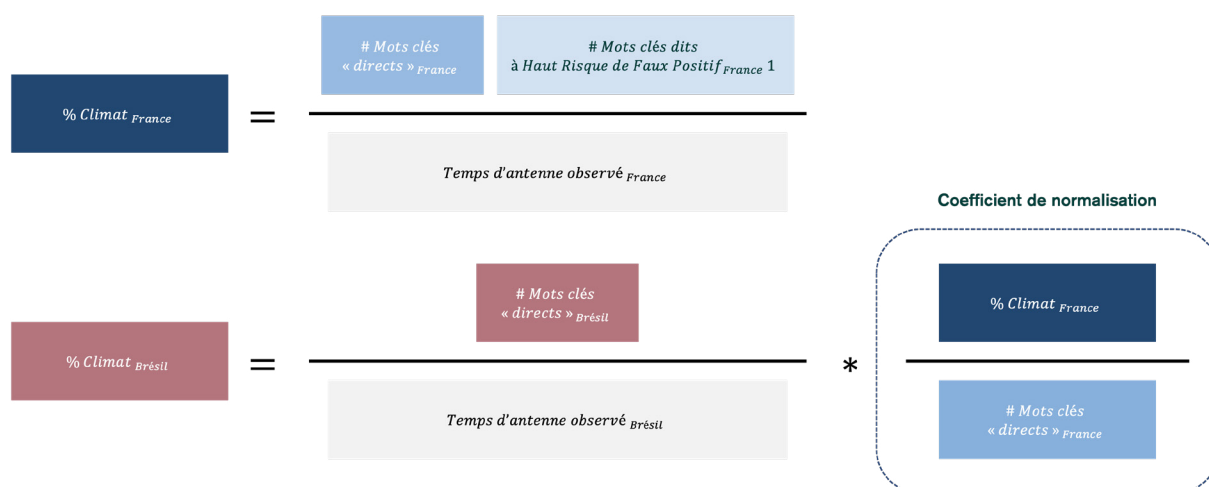 # Mots clés
« directs » France
# Mots clés dits
à Haut Risque de Faux Positif France 1
% Climat France
=
Temps d'antenne observé France
Coefficient de normalisation
# Mots clés
« directs » Brésil
% Climat France
% Climat Brésil
=
*
Temps d'antenne observé Brésil
# Mots clés
« directs » France